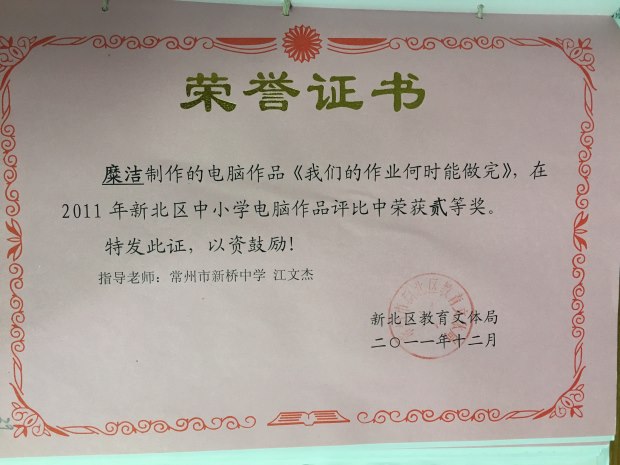 荣誉证书
糜洁制作的电脑作品《我们的作业何时能做完》，在
2011年新北区中小学电脑作品评比中荣获贰等奖。
特发此证，以资鼓励！
指导老师：常州市新桥中学 江文杰
新北区教育文体局
二〇一一年十二月